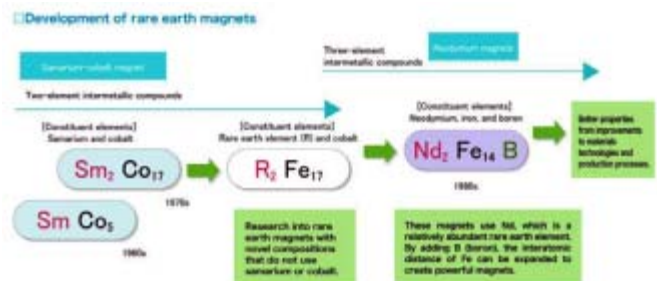 □Development of rare earth magnets
Samarium-cobalt magnet
Two-element intermetallic compounds
Three-element
intermetallic compounds
Neodymium magnets
[Constituent elements]
Samarium and cobalt
Sm₂ Co₁₇
1970s
Sm Co₅
1960s
[Constituent elements]
Rare earth element (R) and cobalt
R₂ Fe₁₇
Research into rare
earth magnets with
novel compositions
that do not use
samarium or cobalt.
[Constituent elements]
Neodymium, iron, and boron
Nd₂ Fe₁₄ B
1980s
These magnets use Nd, which is a
relatively abundant rare earth element.
By adding B (boron), the interatomic
distance of Fe can be expanded to
create powerful magnets.
Better properties
from improvements
to materials
technologies and
production processes.